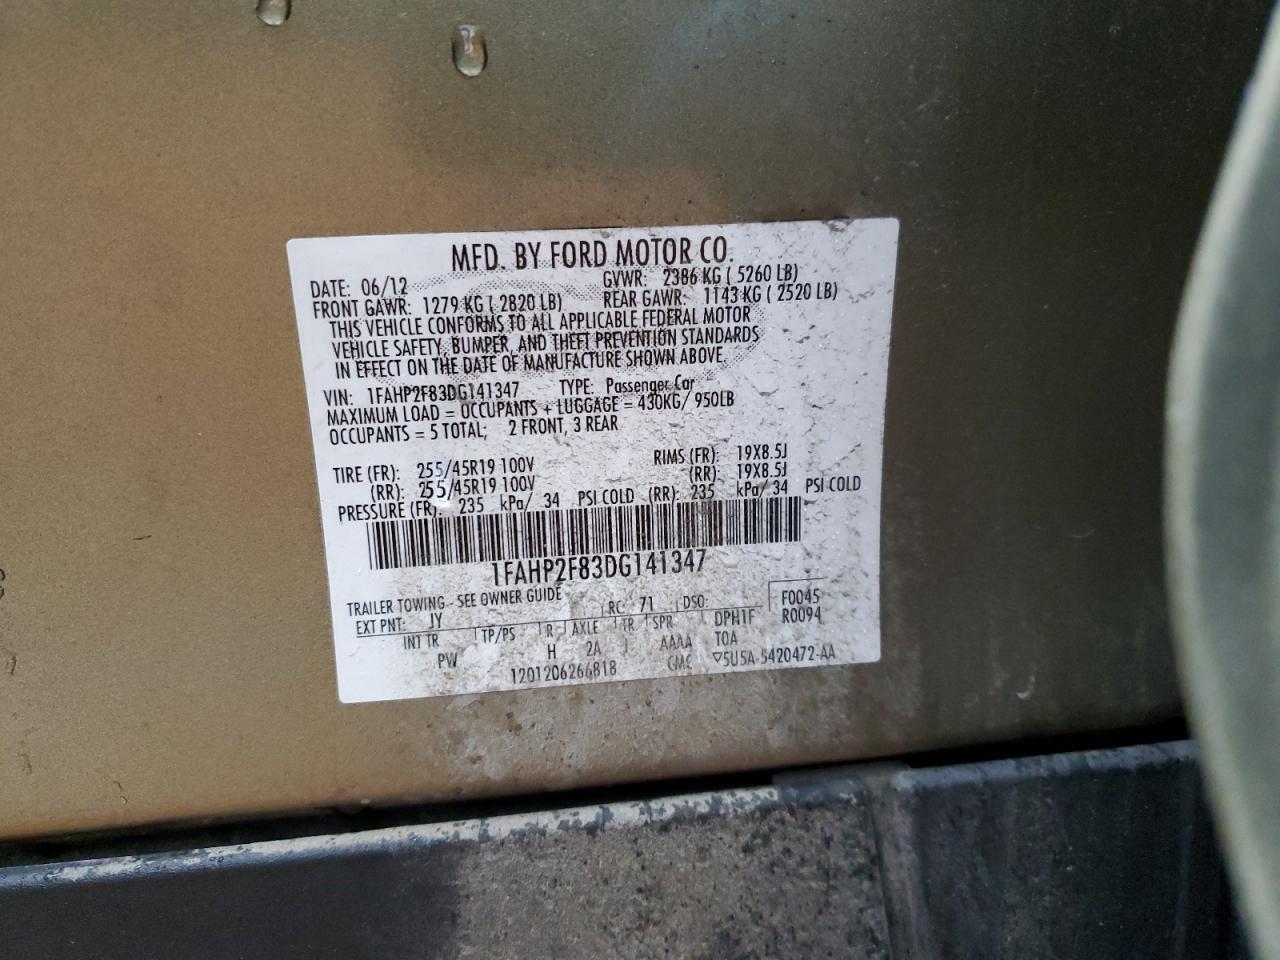 MFD. BY FORD MOTOR CO.
DATE: 06/12 GVWR: 2386 KG ( 5260 LB)
FRONT GAWR: 1279 KG ( 2820 LB) REAR GAWR: 1143 KG ( 2520 LB)
THIS VEHICLE CONFORMS TO ALL APPLICABLE FEDERAL MOTOR
VEHICLE SAFETY, BUMPER, AND THEFT PREVENTION STANDARDS
IN EFFECT ON THE DATE OF MANUFACTURE SHOWN ABOVE.
VIN: 1FAHP2F83DG141347 TYPE: Passenger Car
MAXIMUM LOAD = OCCUPANTS + LUGGAGE = 430KG/ 950LB
OCCUPANTS = 5 TOTAL; 2 FRONT, 3 REAR
TIRE (FR): 255/45R19 100V RIMS (FR): 19X8.5J
(RR): 255/45R19 100V (RR): 19X8.5J
PRESSURE (FR): 235 kPa/ 34 PSI COLD (RR): 235 kPa/ 34 PSI COLD
1FAHP2F83DG141347
TRAILER TOWING - SEE OWNER GUIDE
EXT PNT: JY RC: 71 DSO: F0045
INT TR TP/PS R AXLE TR SPR DPH1F R0094
PW H 2A J AAAA TOA
1201206266818 CMC ▽5U5A-5420472-AA